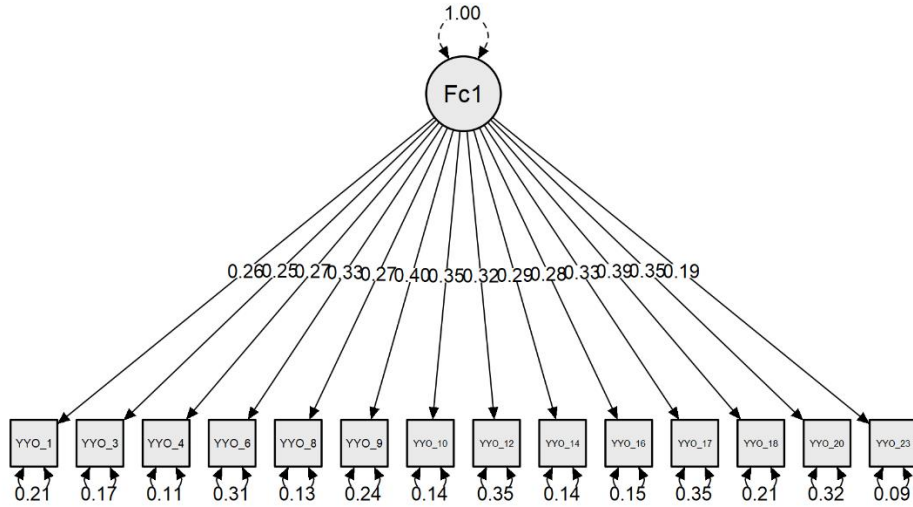 1.00
Fc1
0.26 0.25 0.27 0.33 0.27 0.40 0.35 0.32 0.29 0.28 0.33 0.39 0.35 0.19
YYO_1 YYO_3 YYO_4 YYO_6 YYO_8 YYO_9 YYO_10 YYO_12 YYO_14 YYO_16 YYO_17 YYO_18 YYO_20 YYO_23
0.21 0.17 0.11 0.31 0.13 0.24 0.14 0.35 0.14 0.15 0.35 0.21 0.32 0.09